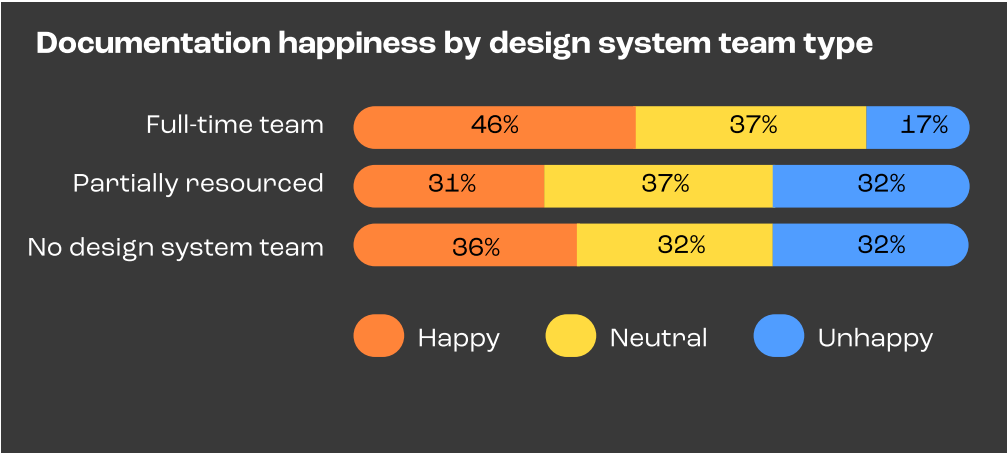 Documentation happiness by design system team type
Full-time team 46% 37% 17%
Partially resourced 31% 37% 32%
No design system team 36% 32% 32%
Happy Neutral Unhappy